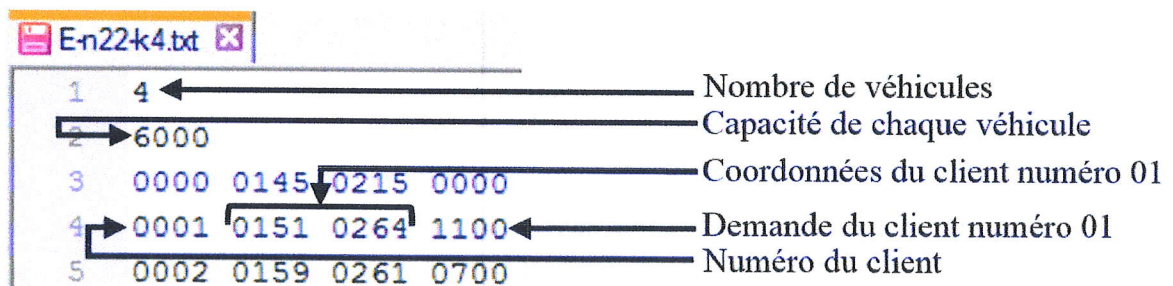 E-n22-k4.txt
1 4 Nombre de véhicules
2 6000 Capacité de chaque véhicule
3 0000 0145 0215 0000 Coordonnées du client numéro 01
4 0001 0151 0264 1100 Demande du client numéro 01
5 0002 0159 0261 0700 Numéro du client